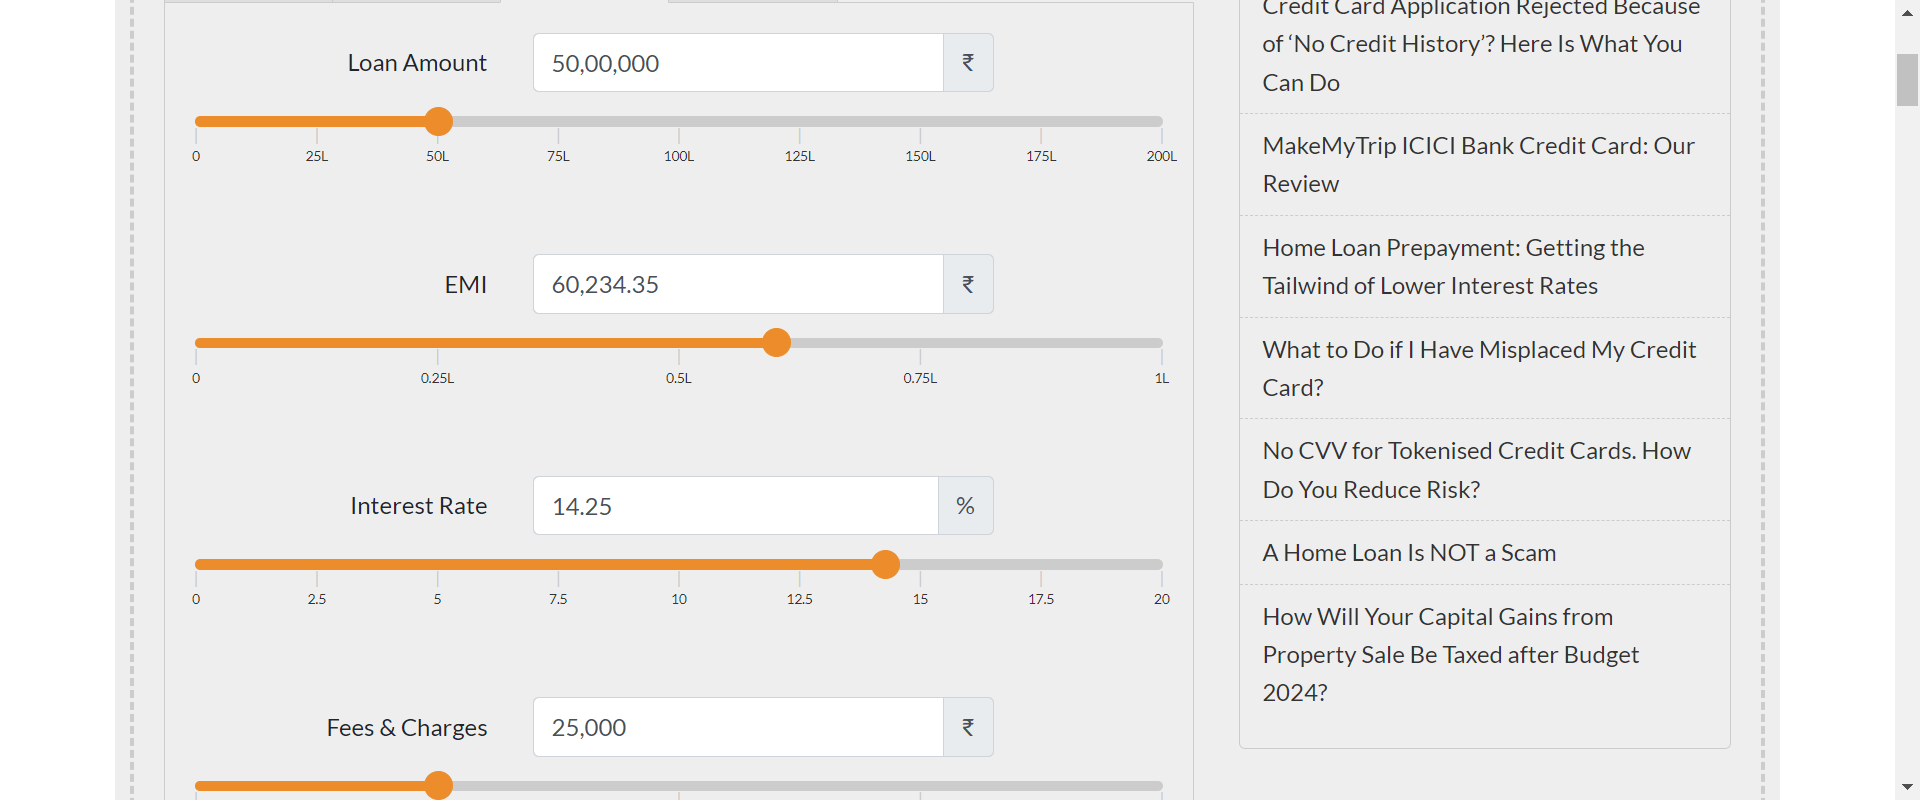 Loan Amount
50,00,000
₹
0 25L 50L 75L 100L 125L 150L 175L 200L
EMI
60,234.35
₹
0 0.25L 0.5L 0.75L 1L
Interest Rate
14.25
%
0 2.5 5 7.5 10 12.5 15 17.5 20
Fees & Charges
25,000
₹
Credit Card Application Rejected Because
of ‘No Credit History’? Here Is What You
Can Do
MakeMyTrip ICICI Bank Credit Card: Our
Review
Home Loan Prepayment: Getting the
Tailwind of Lower Interest Rates
What to Do if I Have Misplaced My Credit
Card?
No CVV for Tokenised Credit Cards. How
Do You Reduce Risk?
A Home Loan Is NOT a Scam
How Will Your Capital Gains from
Property Sale Be Taxed after Budget
2024?